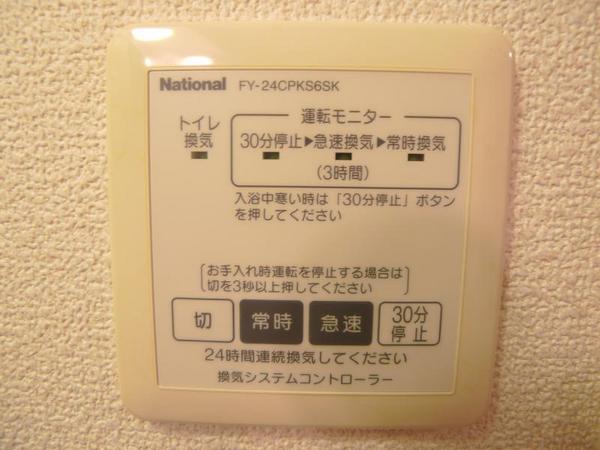 National FY-24CPKS6SK
トイレ
換気
運転モニター
30分停止▶急速換気▶常時換気
(3時間)
入浴中寒い時は「30分停止」ボタン
を押してください
お手入れ時運転を停止する場合は
切を3秒以上押してください
切 常時 急速 30分
停止
24時間連続換気してください
換気システムコントローラー